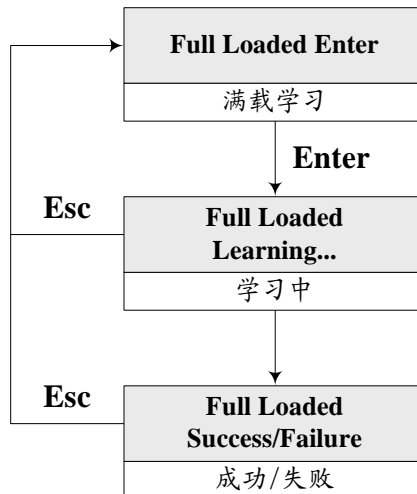 Full Loaded Enter
满载学习
Enter
Esc
Full Loaded
Learning...
学习中
Esc
Full Loaded
Success/Failure
成功/失败